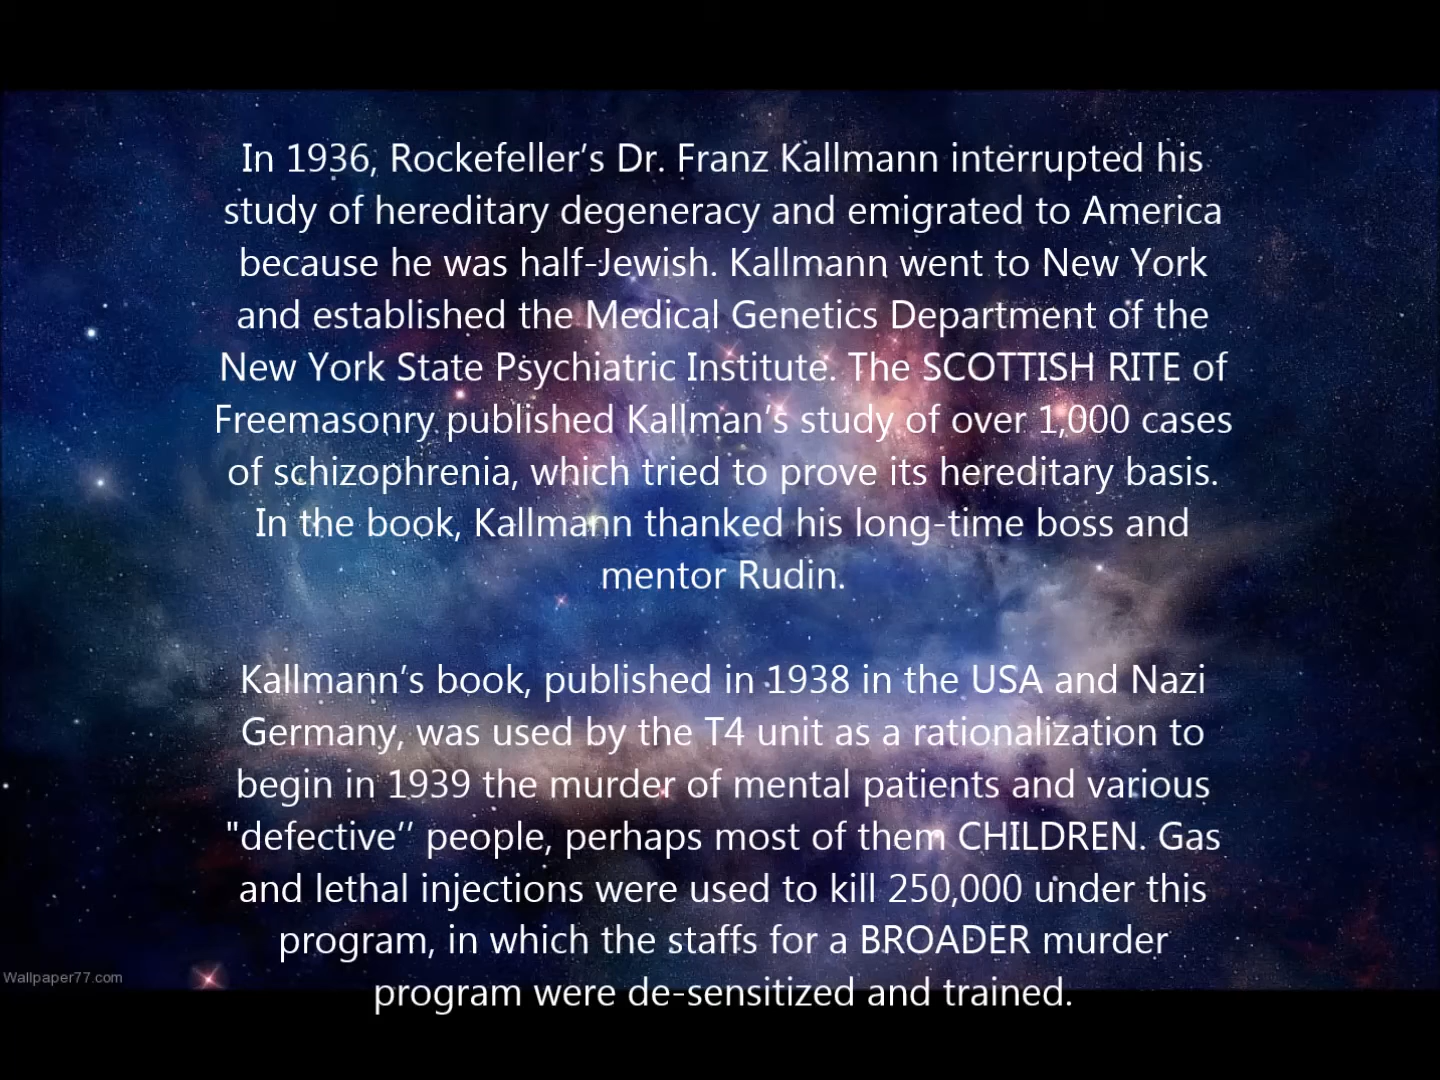 In 1936, Rockefeller’s Dr. Franz Kallmann interrupted his
study of hereditary degeneracy and emigrated to America
because he was half-Jewish. Kallmann went to New York
and established the Medical Genetics Department of the
New York State Psychiatric Institute. The SCOTTISH RITE of
Freemasonry published Kallman’s study of over 1,000 cases
of schizophrenia, which tried to prove its hereditary basis.
In the book, Kallmann thanked his long-time boss and
mentor Rudin.
Kallmann’s book, published in 1938 in the USA and Nazi
Germany, was used by the T4 unit as a rationalization to
begin in 1939 the murder of mental patients and various
"defective’’ people, perhaps most of them CHILDREN. Gas
and lethal injections were used to kill 250,000 under this
program, in which the staffs for a BROADER murder
program were de-sensitized and trained.
Wallpaper77.com